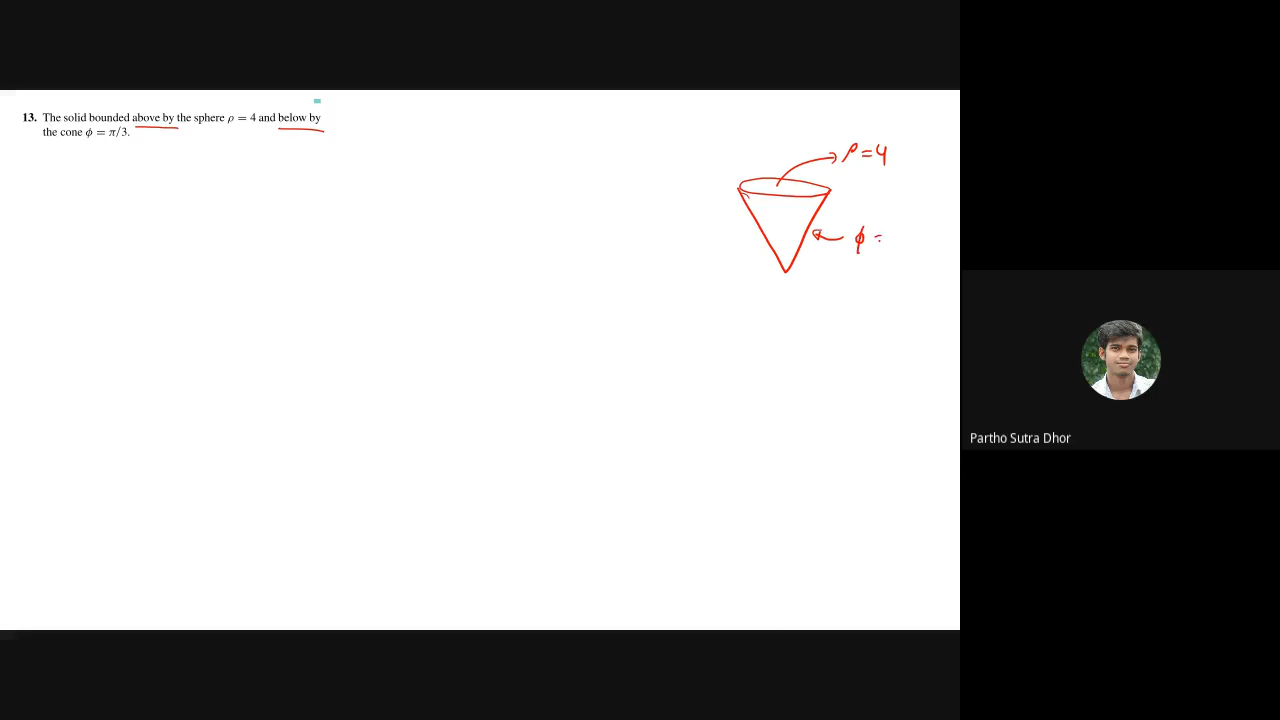 13. The solid bounded above by the sphere ρ = 4 and below by
the cone ϕ = π/3.
ρ = 4
ϕ =
Partho Sutra Dhor